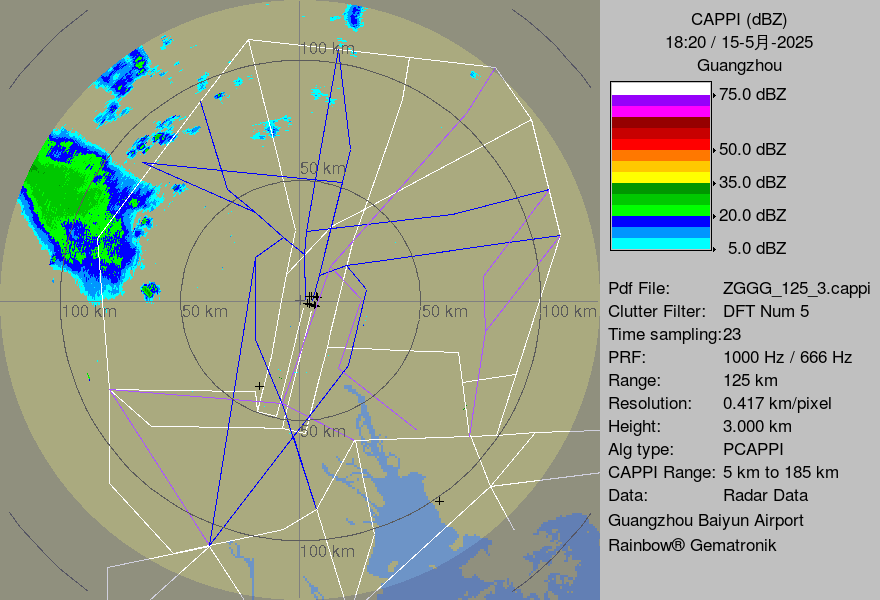 CAPPI (dBZ)
18:20 / 15-5月-2025
Guangzhou
75.0 dBZ
50.0 dBZ
35.0 dBZ
20.0 dBZ
5.0 dBZ
Pdf File: ZGGG_125_3.cappi
Clutter Filter: DFT Num 5
Time sampling:23
PRF: 1000 Hz / 666 Hz
Range: 125 km
Resolution: 0.417 km/pixel
Height: 3.000 km
Alg type: PCAPPI
CAPPI Range: 5 km to 185 km
Data: Radar Data
Guangzhou Baiyun Airport
Rainbow® Gematronik
100 km
50 km
100 km 50 km 50 km 100 km
50 km
100 km